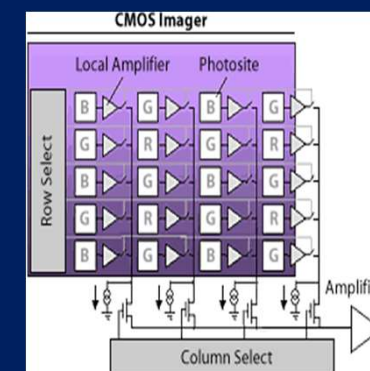 CMOS Imager
Local Amplifier Photosite
Row Select
B G B G
G R G R
B G B G
G R G R
B G B G
Amplifi
Column Select